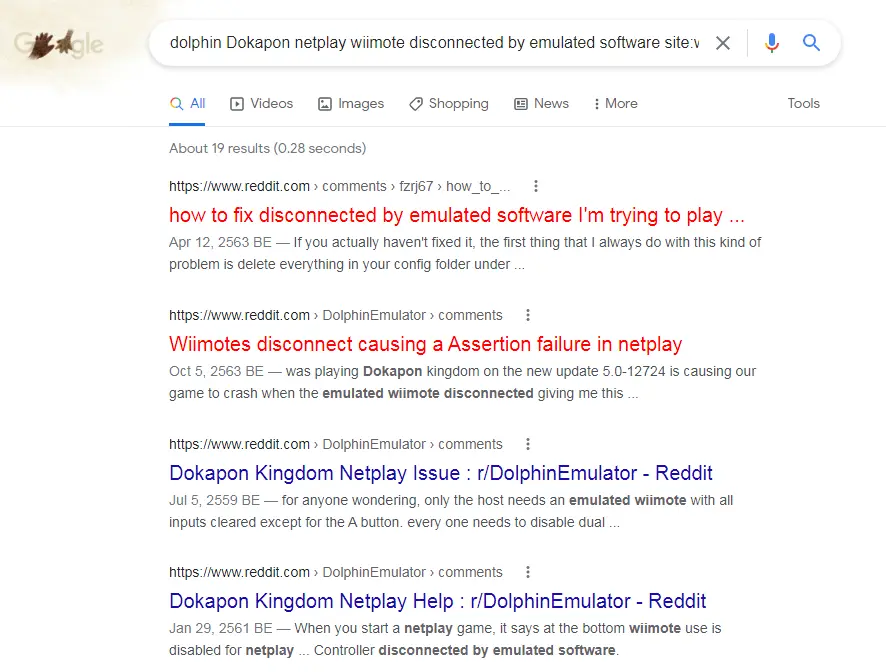 Google
dolphin Dokapon netplay wiimote disconnected by emulated software site:w
All Videos Images Shopping News More Tools
About 19 results (0.28 seconds)
https://www.reddit.com › comments › fzrj67 › how_to_...
how to fix disconnected by emulated software I'm trying to play ...
Apr 12, 2563 BE — If you actually haven't fixed it, the first thing that I always do with this kind of
problem is delete everything in your config folder under ...
https://www.reddit.com › DolphinEmulator › comments
Wiimotes disconnect causing a Assertion failure in netplay
Oct 5, 2563 BE — was playing Dokapon kingdom on the new update 5.0-12724 is causing our
game to crash when the emulated wiimote disconnected giving me this ...
https://www.reddit.com › DolphinEmulator › comments
Dokapon Kingdom Netplay Issue : r/DolphinEmulator - Reddit
Jul 5, 2559 BE — for anyone wondering, only the host needs an emulated wiimote with all
inputs cleared except for the A button. every one needs to disable dual ...
https://www.reddit.com › DolphinEmulator › comments
Dokapon Kingdom Netplay Help : r/DolphinEmulator - Reddit
Jan 29, 2561 BE — When you start a netplay game, it says at the bottom wiimote use is
disabled for netplay ... Controller disconnected by emulated software.